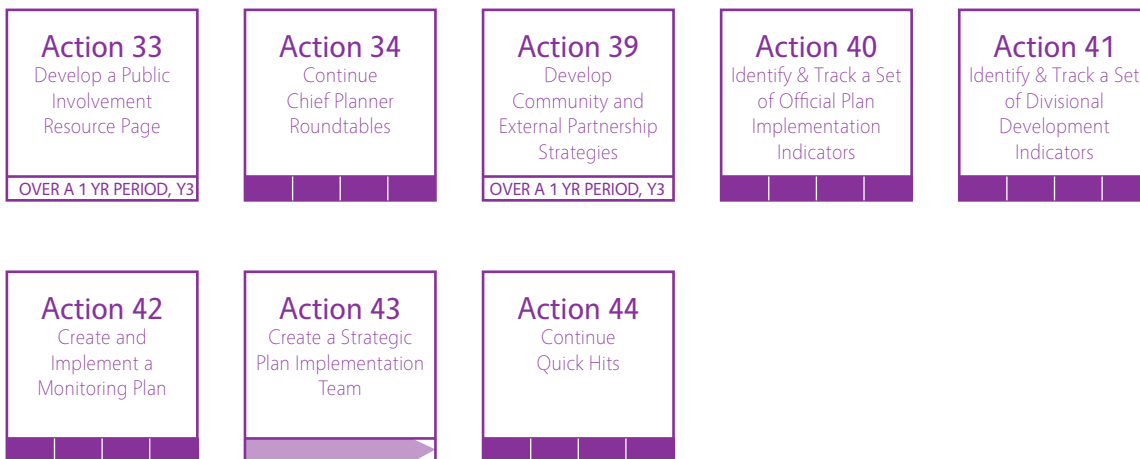 Action 33
Develop a Public
Involvement
Resource Page
OVER A 1 YR PERIOD, Y3
Action 34
Continue
Chief Planner
Roundtables
Action 39
Develop
Community and
External Partnership
Strategies
OVER A 1 YR PERIOD, Y3
Action 40
Identify & Track a Set
of Official Plan
Implementation
Indicators
Action 41
Identify & Track a Set
of Divisional
Development
Indicators
Action 42
Create and
Implement a
Monitoring Plan
Action 43
Create a Strategic
Plan Implementation
Team
Action 44
Continue
Quick Hits